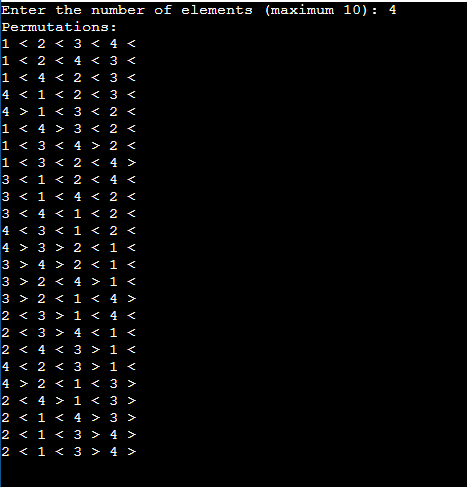 Enter the number of elements (maximum 10): 4
Permutations:
1 < 2 < 3 < 4 <
1 < 2 < 4 < 3 <
1 < 4 < 2 < 3 <
4 < 1 < 2 < 3 <
4 > 1 < 3 < 2 <
1 < 4 > 3 < 2 <
1 < 3 < 4 > 2 <
1 < 3 < 2 < 4 >
3 < 1 < 2 < 4 <
3 < 1 < 4 < 2 <
3 < 4 < 1 < 2 <
4 < 3 < 1 < 2 <
4 > 3 > 2 < 1 <
3 > 4 > 2 < 1 <
3 > 2 < 4 > 1 <
3 > 2 < 1 < 4 >
2 < 3 > 1 < 4 <
2 < 3 > 4 < 1 <
2 < 4 < 3 > 1 <
4 < 2 < 3 > 1 <
4 > 2 < 1 < 3 >
2 < 4 > 1 < 3 >
2 < 1 < 4 > 3 >
2 < 1 < 3 > 4 >
2 < 1 < 3 > 4 >